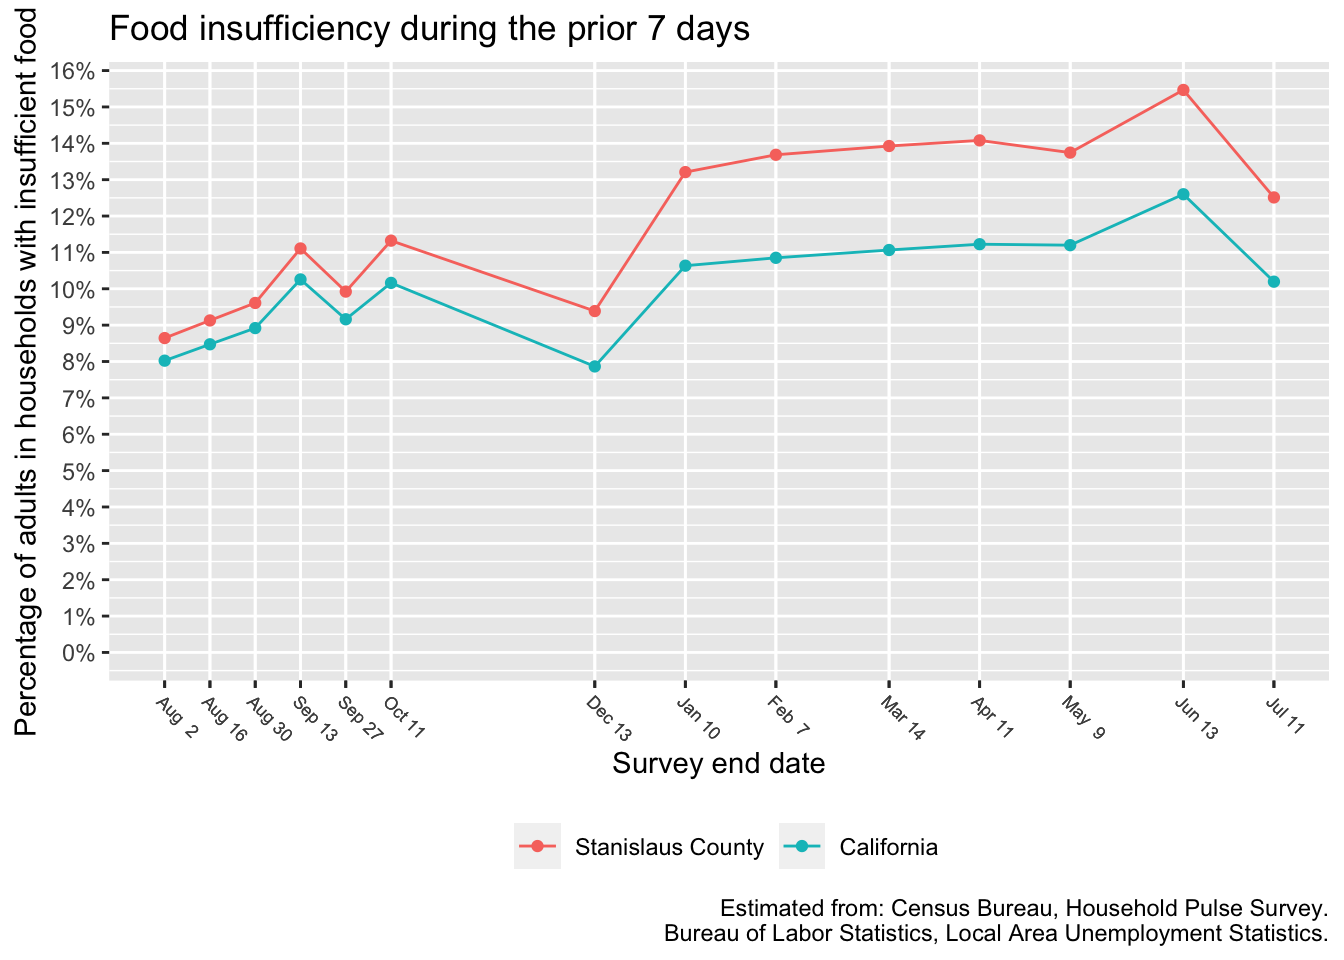 Food insufficiency during the prior 7 days
Percentage of adults in households with insufficient food
16%
15%
14%
13%
12%
11%
10%
9%
8%
7%
6%
5%
4%
3%
2%
1%
0%
Aug 2
Aug 16
Aug 30
Sep 13
Sep 27
Oct 11
Dec 13
Jan 10
Feb 7
Mar 14
Apr 11
May 9
Jun 13
Jul 11
Survey end date
Stanislaus County
California
Estimated from: Census Bureau, Household Pulse Survey.
Bureau of Labor Statistics, Local Area Unemployment Statistics.